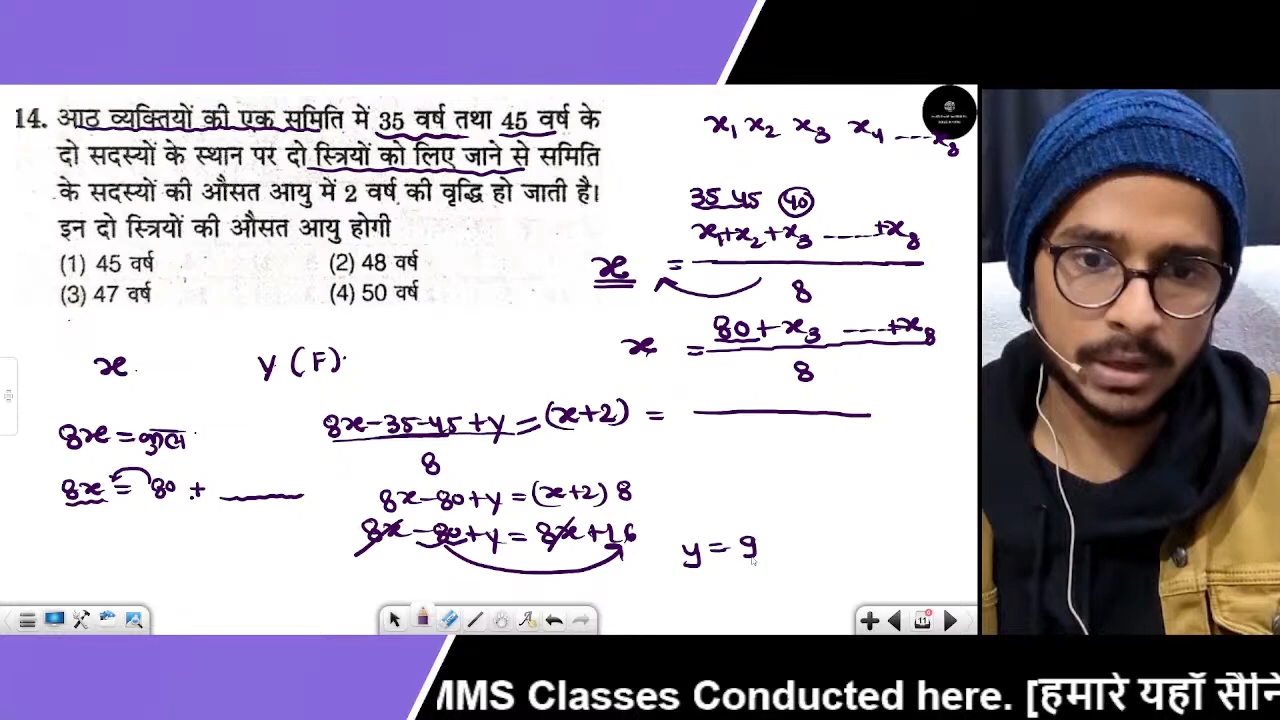 14. आठ व्यक्तियों की एक समिति में 35 वर्ष तथा 45 वर्ष के
दो सदस्यों के स्थान पर दो स्त्रियों को लिए जाने से समिति
के सदस्यों की औसत आयु में 2 वर्ष की वृद्धि हो जाती है।
इन दो स्त्रियों की औसत आयु होगी
(1) 45 वर्ष (2) 48 वर्ष
(3) 47 वर्ष (4) 50 वर्ष
x₁ x₂ x₃ x₄ ----x₈
35 45 40
x = x₁+x₂+x₃ -----+x₈
8
x = 80+x₃ ----+x₈
8
x y (F)
8x = कुल
8x = 80 + ____
8x-35-45+y = (x+2) =
8
8x-80+y = (x+2) 8
8x-80+y = 8x+16
y = 9
11
MMS Classes Conducted here. [हमारे यहाँ सैनि